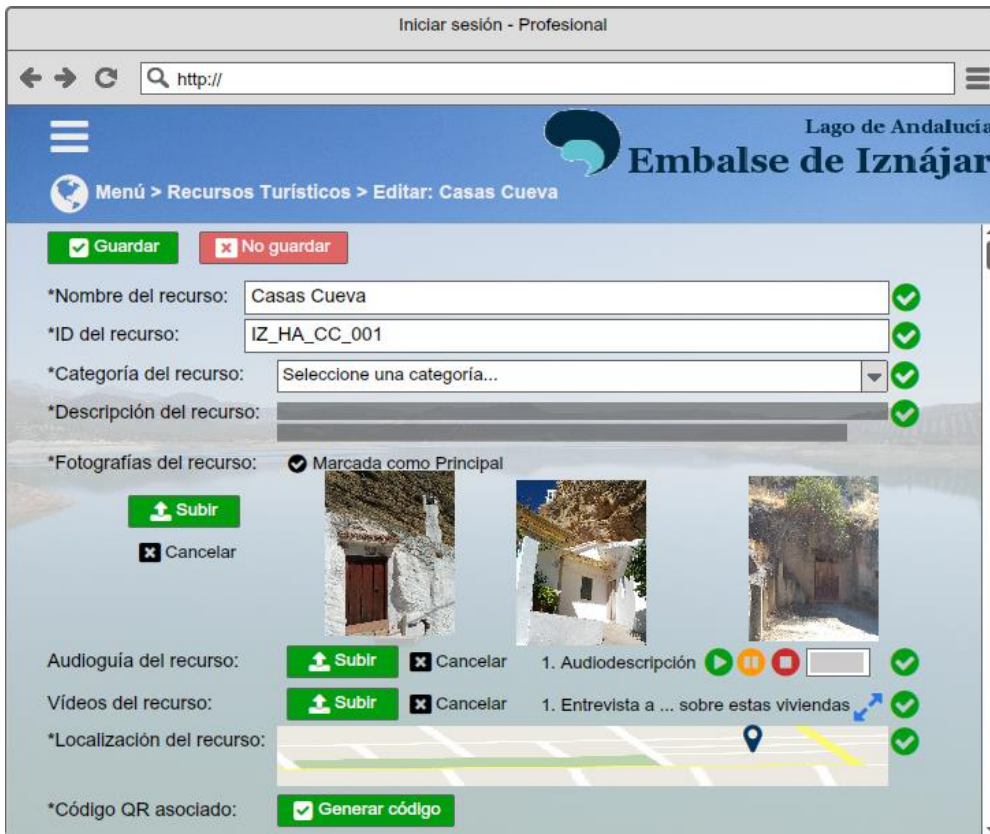 Iniciar sesión - Profesional
http://
Lago de Andalucía
Embalse de Iznájar
Menú > Recursos Turísticos > Editar: Casas Cueva
Guardar No guardar
*Nombre del recurso: Casas Cueva
*ID del recurso: IZ_HA_CC_001
*Categoría del recurso: Seleccione una categoría...
*Descripción del recurso:
*Fotografías del recurso: Marcada como Principal
Subir
Cancelar
Audioguía del recurso: Subir Cancelar 1. Audiodescripción
Vídeos del recurso: Subir Cancelar 1. Entrevista a ... sobre estas viviendas
*Localización del recurso:
*Código QR asociado: Generar código